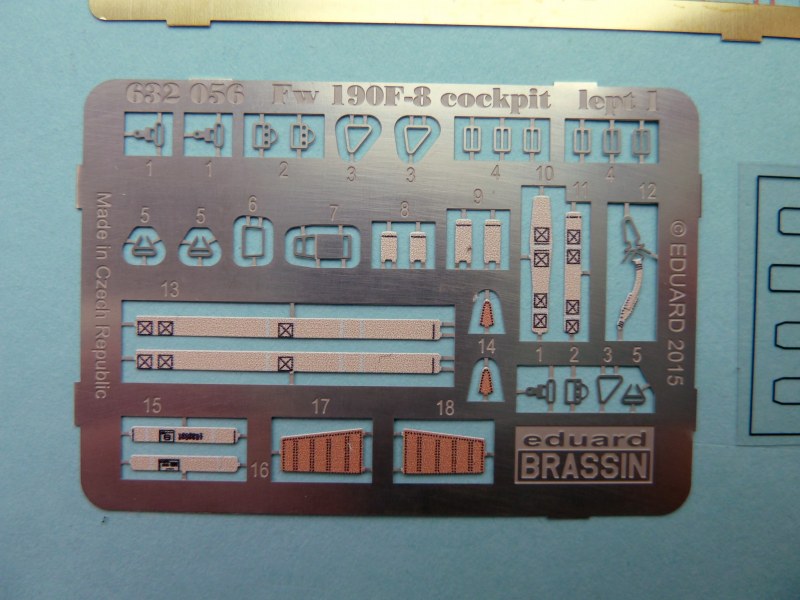 632 056 Fw 190F-8 cockpit lept 1
1 1 2 3 3 4 4
10
5 5 6 7 8 9 11 12
Made in Czech Republic
© EDUARD 2015
13
14
1 2 3 5
15 17 18
16
eduard
BRASSIN